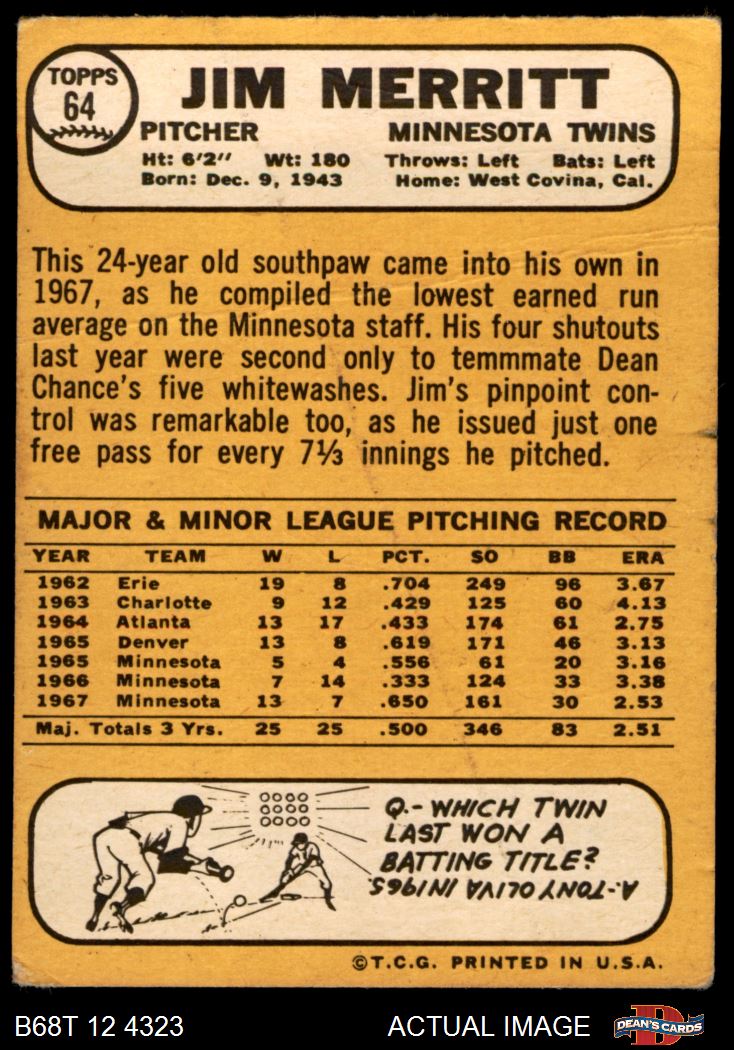 TOPPS
64
JIM MERRITT
PITCHER MINNESOTA TWINS
Ht: 6'2" Wt: 180 Throws: Left Bats: Left
Born: Dec. 9, 1943 Home: West Covina, Cal.
This 24-year old southpaw came into his own in
1967, as he compiled the lowest earned run
average on the Minnesota staff. His four shutouts
last year were second only to temmmate Dean
Chance's five whitewashes. Jim's pinpoint con-
trol was remarkable too, as he issued just one
free pass for every 7⅓ innings he pitched.
MAJOR & MINOR LEAGUE PITCHING RECORD
YEAR TEAM W L PCT. SO BB ERA
1962 Erie 19 8 .704 249 96 3.67
1963 Charlotte 9 12 .429 125 60 4.13
1964 Atlanta 13 17 .433 174 61 2.75
1965 Denver 13 8 .619 171 46 3.13
1965 Minnesota 5 4 .556 61 20 3.16
1966 Minnesota 7 14 .333 124 33 3.38
1967 Minnesota 13 7 .650 161 30 2.53
Maj. Totals 3 Yrs. 25 25 .500 346 83 2.51
Q.-WHICH TWIN
LAST WON A
BATTING TITLE?
A-TONY OLIVA IN 1965
©T.C.G. PRINTED IN U.S.A.
B68T 12 4323 ACTUAL IMAGE
D
DEAN'S CARDS